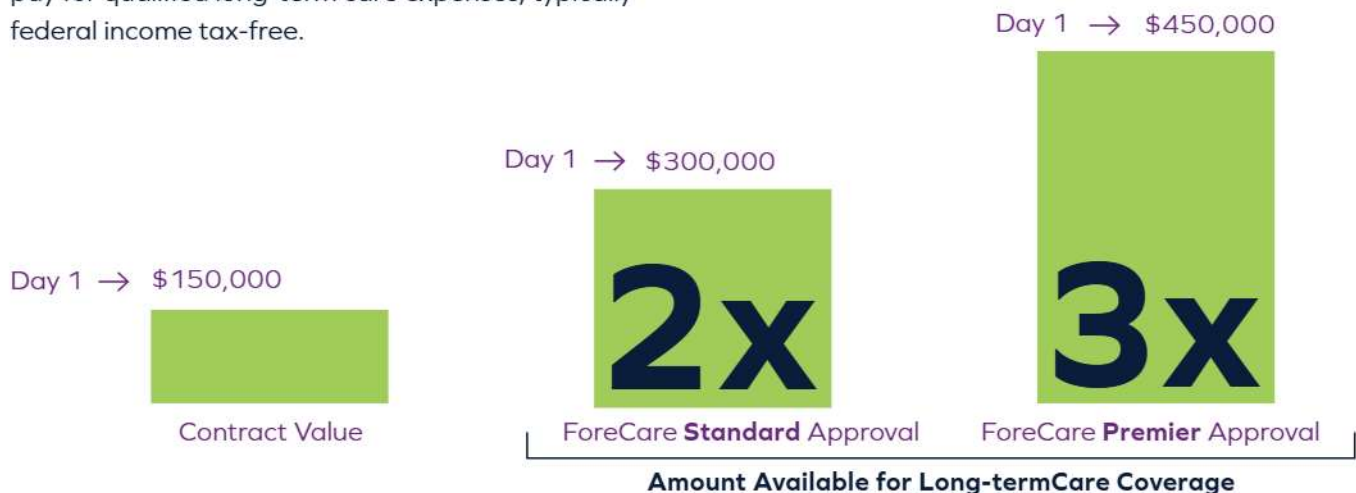 federal income tax-free.
Day 1 → $450,000
Day 1 → $300,000
Day 1 → $150,000
2x
3x
Contract Value
ForeCare Standard Approval
ForeCare Premier Approval
Amount Available for Long-termCare Coverage